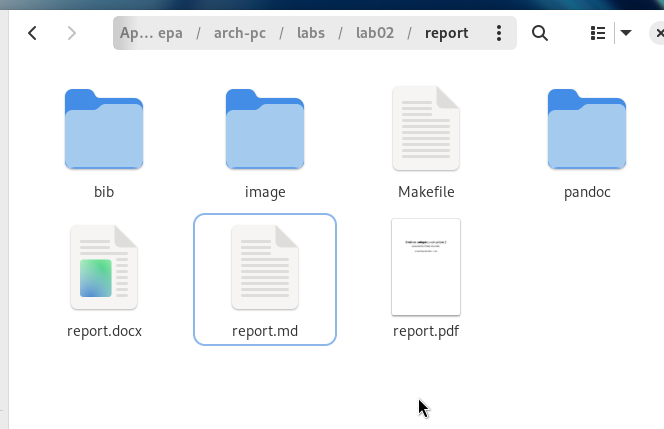 Ap... epa / arch-pc / labs / lab02 / report
bib image Makefile pandoc
report.docx report.md report.pdf